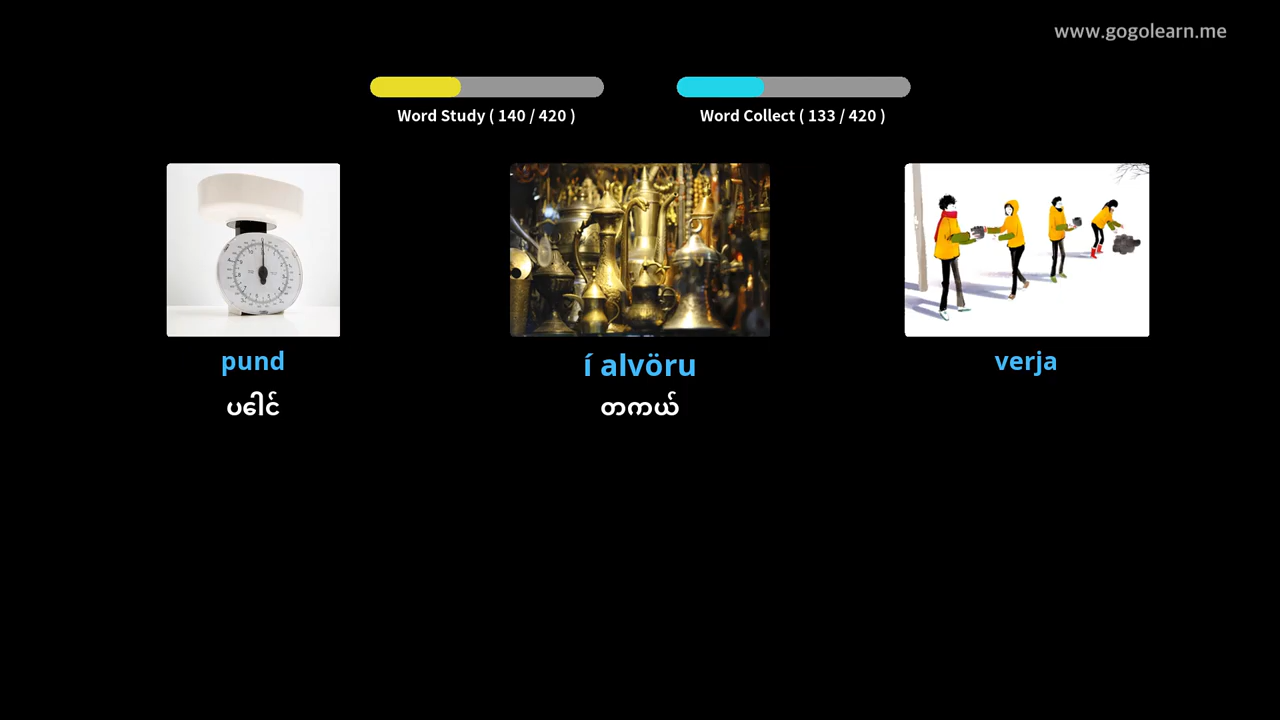 www.gogolearn.me
Word Study ( 140 / 420 )
Word Collect ( 133 / 420 )
pund
í alvöru
verja
ပေါင်
တကယ်